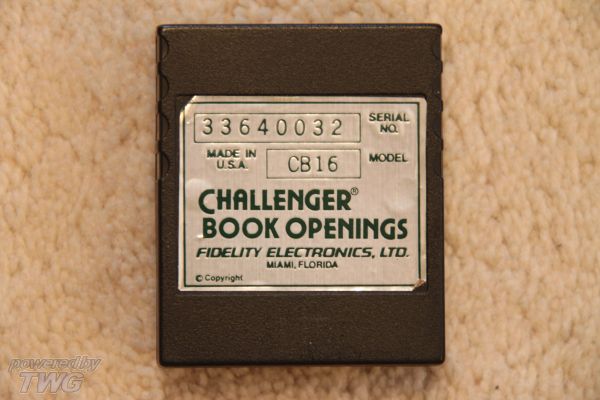 33640032 SERIAL NO.
MADE IN U.S.A. CB16 MODEL
CHALLENGER®
BOOK OPENINGS
FIDELITY ELECTRONICS, LTD.
MIAMI, FLORIDA
© Copyright
powered by
TWG